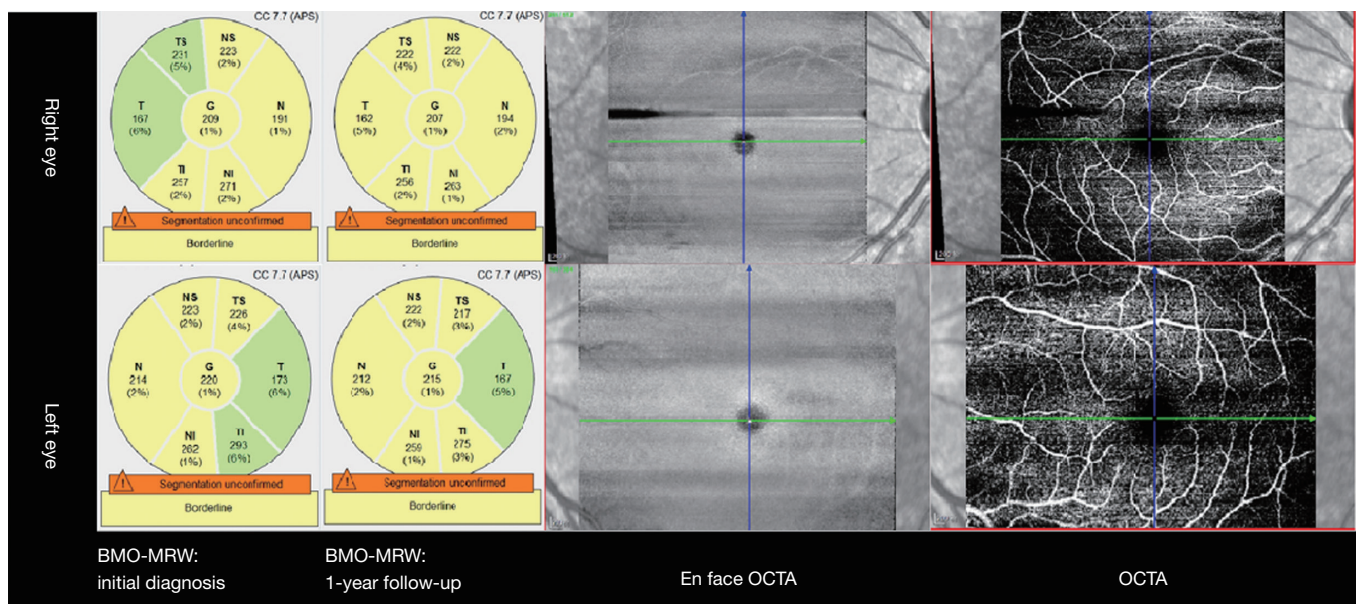 Right eye
CC 7.7 (APS)
TS
231
(5%)
NS
223
(2%)
T
167
(6%)
G
209
(1%)
N
191
(1%)
TI
257
(2%)
NI
271
(2%)
Segmentation unconfirmed
Borderline
CC 7.7 (APS)
TS
222
(4%)
NS
222
(2%)
T
162
(5%)
G
207
(1%)
N
194
(2%)
TI
256
(2%)
NI
263
(1%)
Segmentation unconfirmed
Borderline
Left eye
CC 7.7 (APS)
NS
223
(2%)
TS
226
(4%)
N
214
(2%)
G
220
(1%)
T
173
(6%)
NI
262
(1%)
TI
293
(6%)
Segmentation unconfirmed
Borderline
CC 7.7 (APS)
NS
222
(2%)
TS
217
(3%)
N
212
(2%)
G
215
(1%)
T
167
(5%)
NI
259
(1%)
TI
275
(3%)
Segmentation unconfirmed
Borderline
BMO-MRW:
initial diagnosis
BMO-MRW:
1-year follow-up
En face OCTA
OCTA